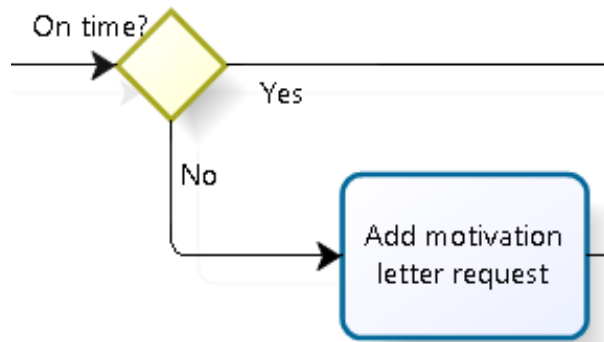 On time?
Yes
No
Add motivation
letter request